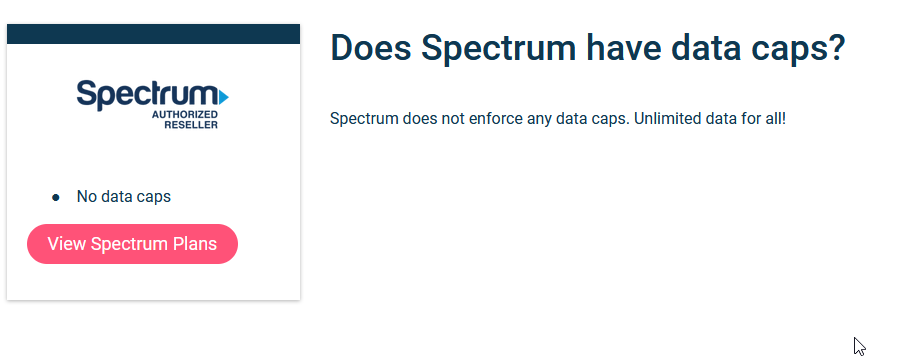 Spectrum
AUTHORIZED
RESELLER
● No data caps
View Spectrum Plans
Does Spectrum have data caps?
Spectrum does not enforce any data caps. Unlimited data for all!